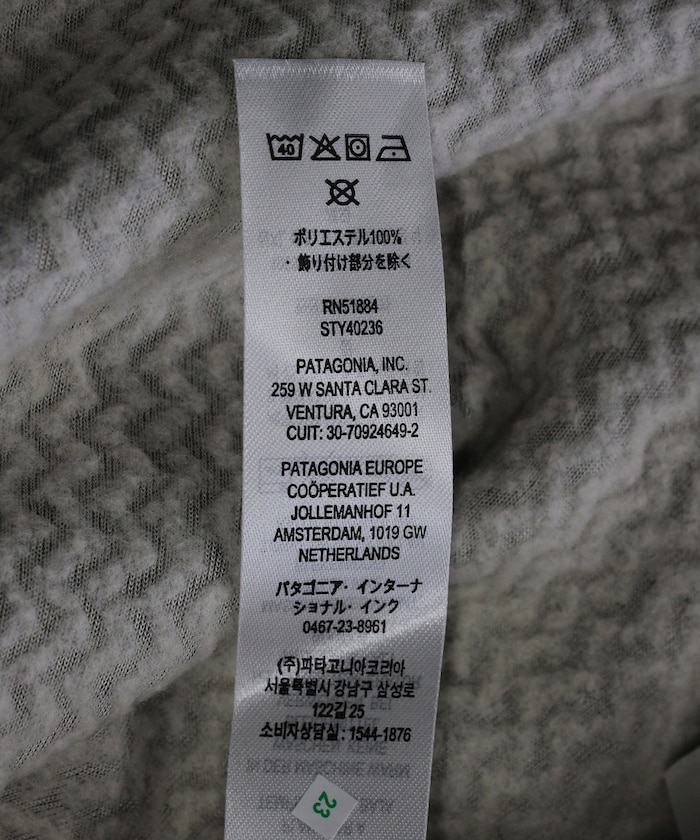 40
ポリエステル100%
・飾り付け部分を除く
RN51884
STY40236
PATAGONIA, INC.
259 W SANTA CLARA ST.
VENTURA, CA 93001
CUIT: 30-70924649-2
PATAGONIA EUROPE
COÖPERATIEF U.A.
JOLLEMANHOF 11
AMSTERDAM, 1019 GW
NETHERLANDS
パタゴニア・インターナ
ショナル・インク
0467-23-8961
(주)파타고니아코리아
서울특별시 강남구 삼성로
122길 25
소비자상담실 : 1544-1876
IN DER MASCHINE WARM
23